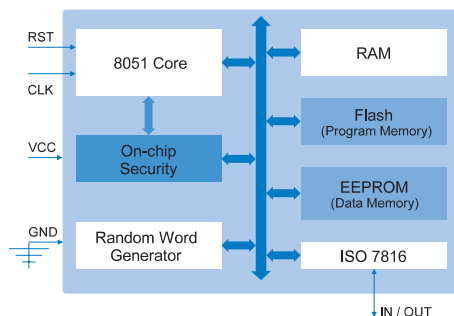 RST
CLK
VCC
GND
8051 Core
On-chip
Security
Random Word
Generator
RAM
Flash
(Program Memory)
EEPROM
(Data Memory)
ISO 7816
IN / OUT